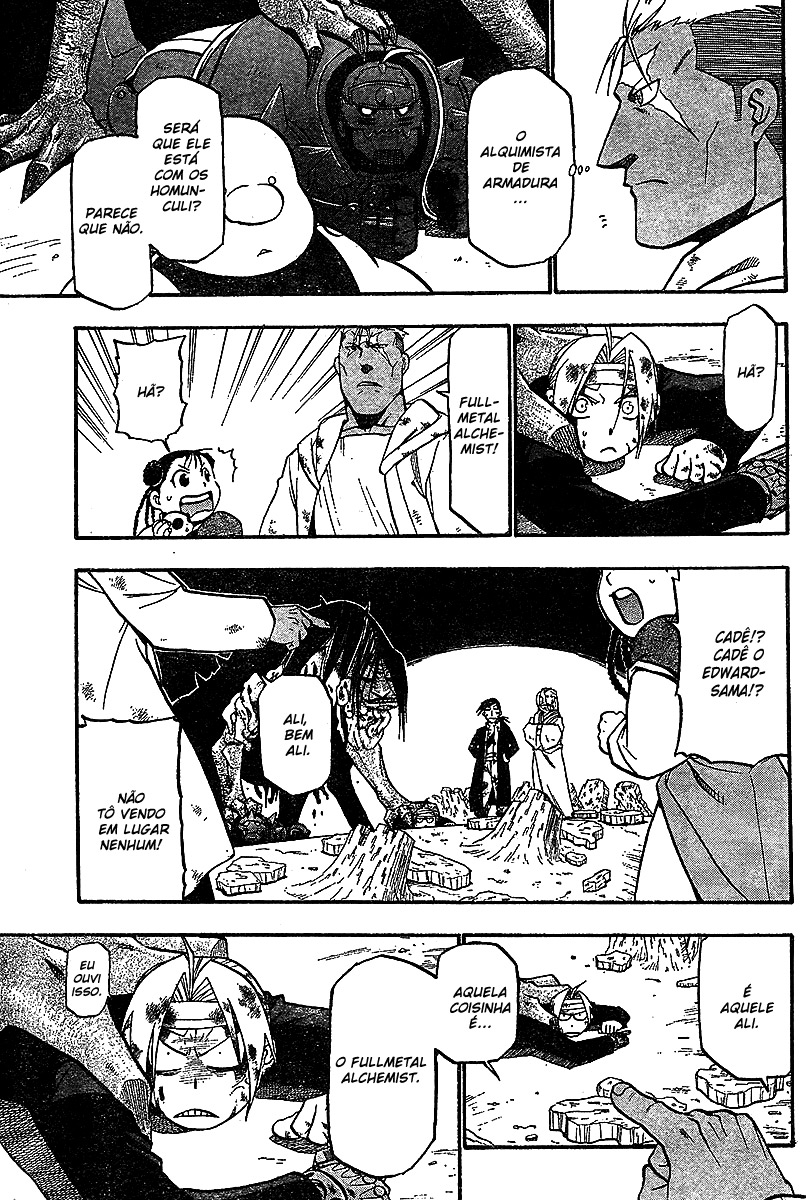 O
ALQUIMISTA
DE
ARMADURA
...
SERÁ
QUE ELE
ESTÁ
COM OS
HOMUN-
CULI?
PARECE
QUE NÃO.
HÃ?
FULL-
METAL
ALCHE-
MIST!
HÃ?
CADÊ!?
CADÊ O
EDWARD-
SAMA!?
ALI,
BEM
ALI.
NÃO
TÔ VENDO
EM LUGAR
NENHUM!
É
AQUELE
ALI.
AQUELA
COISINHA
É...
O FULLMETAL
ALCHEMIST.
EU
OUVI
ISSO.